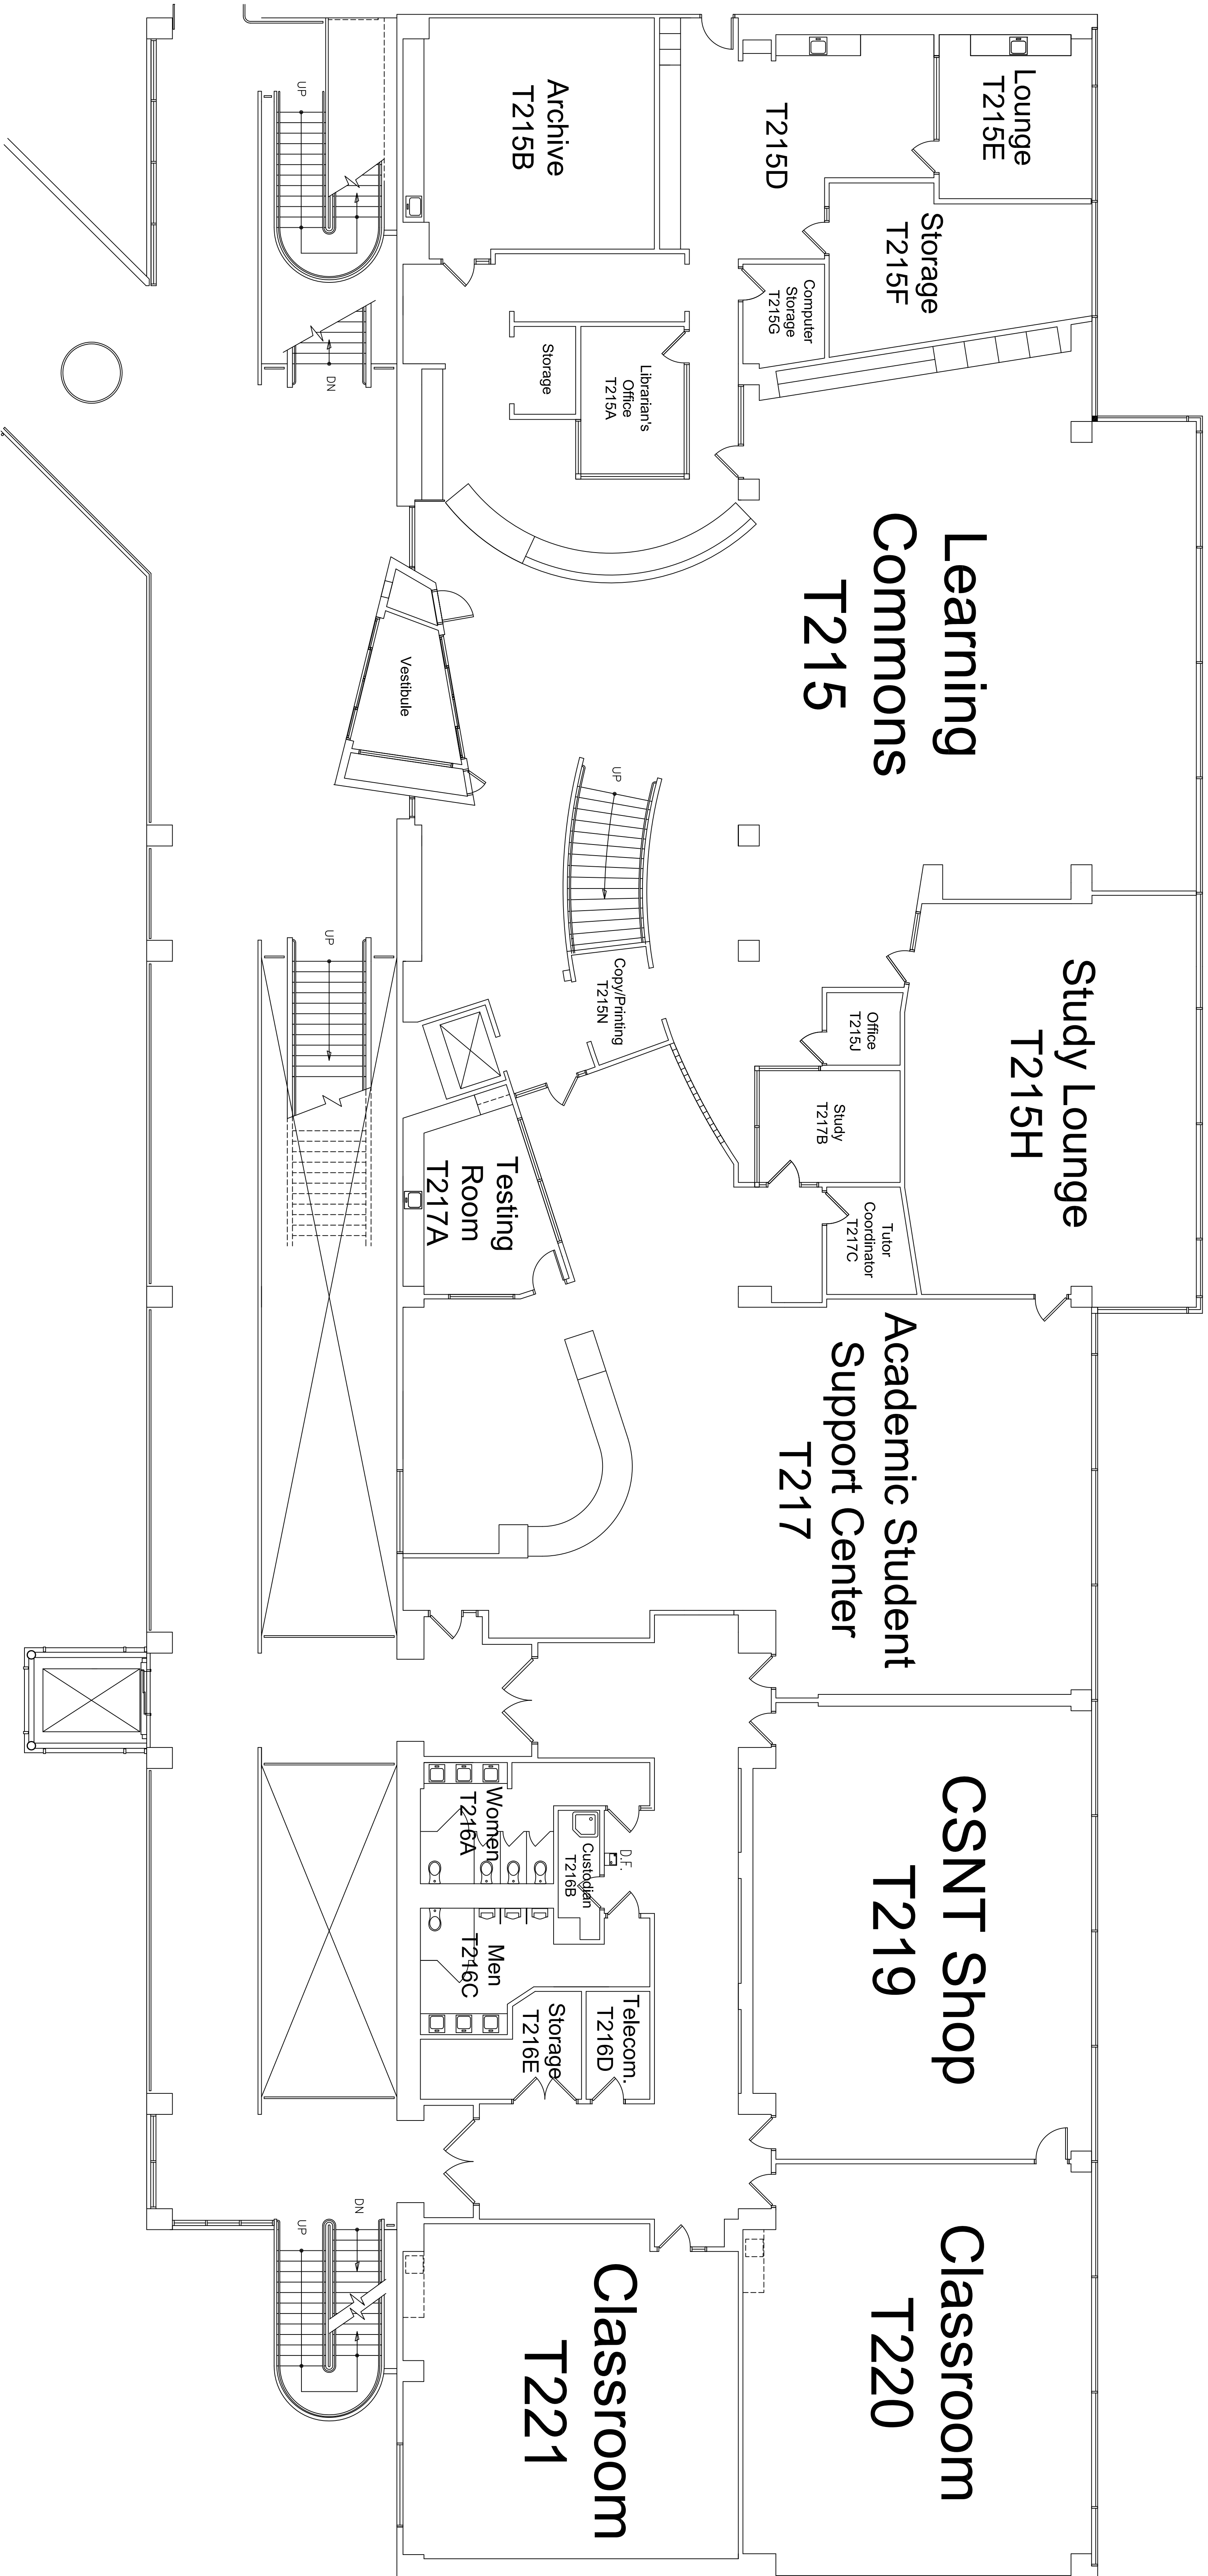 Lounge
T215E
T215D
Archive
T215B
UP
Storage
T215F
Computer
Storage
T215G
Librarian's
Office
T215A
Storage
DN
Learning
Commons
T215
Vestibule
UP
Copy/Printing
T215N
UP
Study Lounge
T215H
Office
T215J
Study
T217B
Tutor
Coordinator
T217C
Testing
Room
T217A
Academic Student
Support Center
T217
CSNT Shop
T219
Women
T216A
Custodian
T216B
D.F.
Men
T216C
Telecom.
T216D
Storage
T216E
DN
UP
Classroom
T220
Classroom
T221